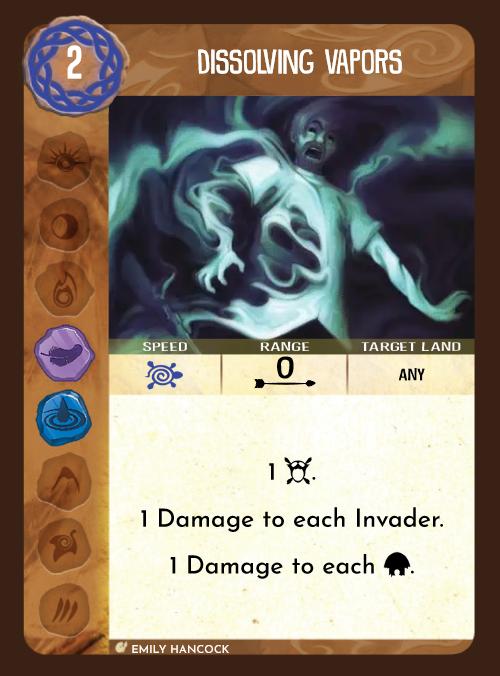 2
DISSOLVING VAPORS
SPEED RANGE TARGET LAND
0
ANY
1 .
1 Damage to each Invader.
1 Damage to each .
EMILY HANCOCK